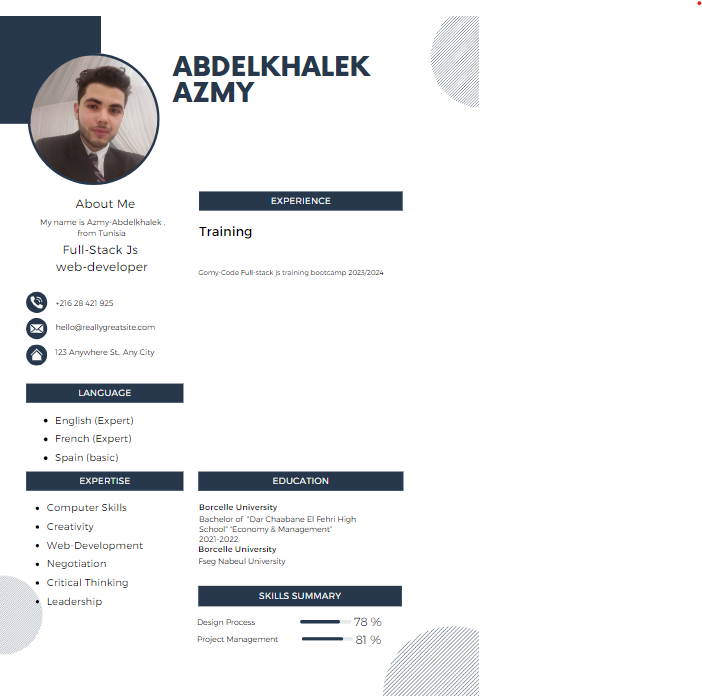 ABDELKHALEK
AZMY
About Me
My name is Azmy-Abdelkhalek .
from Tunisia
Full-Stack Js
web-developer
+216 28 421 925
hello@reallygreatsite.com
123 Anywhere St., Any City
LANGUAGE
English (Expert)
French (Expert)
Spain (basic)
EXPERTISE
Computer Skills
Creativity
Web-Development
Negotiation
Critical Thinking
Leadership
EXPERIENCE
Training
Gomy-Code Full-stack js training bootcamp 2023/2024
EDUCATION
Borcelle University
Bachelor of "Dar Chaabane El Fehri High
School" "Economy & Management"
2021-2022
Borcelle University
Fseg Nabeul University
SKILLS SUMMARY
Design Process 78 %
Project Management 81 %